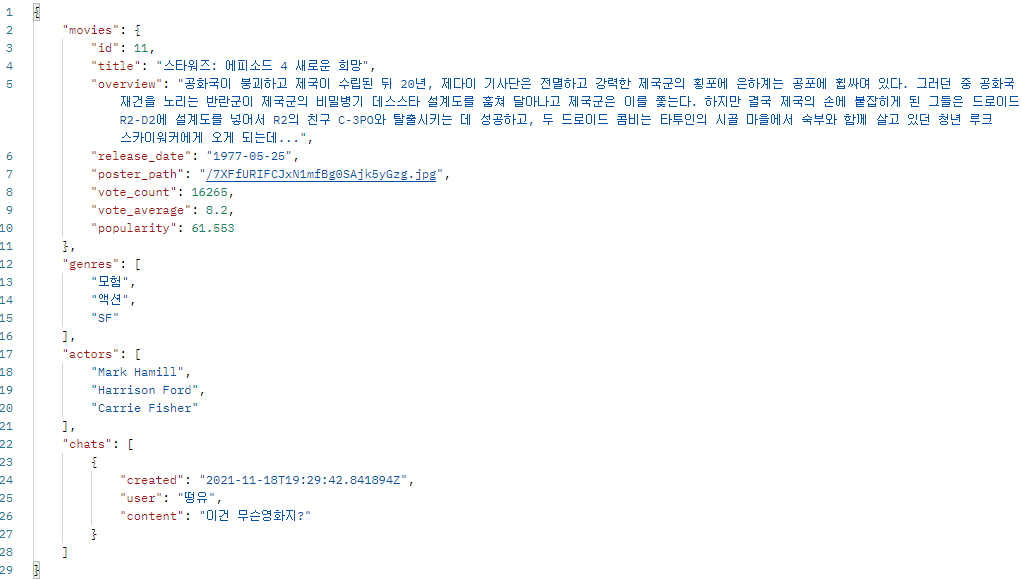 1 {
2 "movies": {
3 "id": 11,
4 "title": "스타워즈: 에피소드 4 새로운 희망",
5 "overview": "공화국이 붕괴하고 제국이 수립된 뒤 20년, 제다이 기사단은 전멸하고 강력한 제국군의 횡포에 은하계는 공포에 휩싸여 있다. 그러던 중 공화국
재건을 노리는 반란군이 제국군의 비밀병기 데스스타 설계도를 훔쳐 달아나고 제국군은 이를 쫓는다. 하지만 결국 제국의 손에 붙잡히게 된 그들은 드로이드
R2-D2에 설계도를 넣어서 R2의 친구 C-3PO와 탈출시키는 데 성공하고, 두 드로이드 콤비는 타투인의 시골 마을에서 숙부와 함께 살고 있던 청년 루크
스카이워커에게 오게 되는데...",
6 "release_date": "1977-05-25",
7 "poster_path": "/7XFfURIFCJxN1mfBg0SAjk5yGzg.jpg",
8 "vote_count": 16265,
9 "vote_average": 8.2,
10 "popularity": 61.553
11 },
12 "genres": [
13 "모험",
14 "액션",
15 "SF"
16 ],
17 "actors": [
18 "Mark Hamill",
19 "Harrison Ford",
20 "Carrie Fisher"
21 ],
22 "chats": [
23 {
24 "created": "2021-11-18T19:29:42.841894Z",
25 "user": "떵유",
26 "content": "이건 무슨영화지?"
27 }
28 ]
29 }